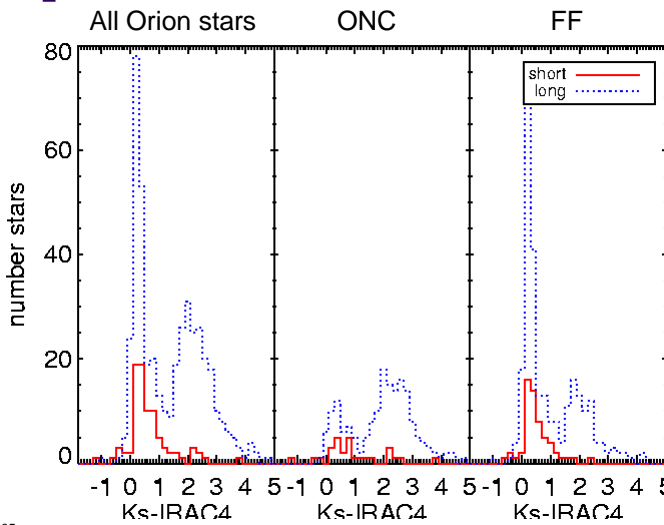 All Orion stars
ONC
FF
number stars
80
60
40
20
0
short
long
-1 0 1 2 3 4 5
-1 0 1 2 3 4 5
-1 0 1 2 3 4 5
Ks-IRAC4
Ks-IRAC4
Ks-IRAC4